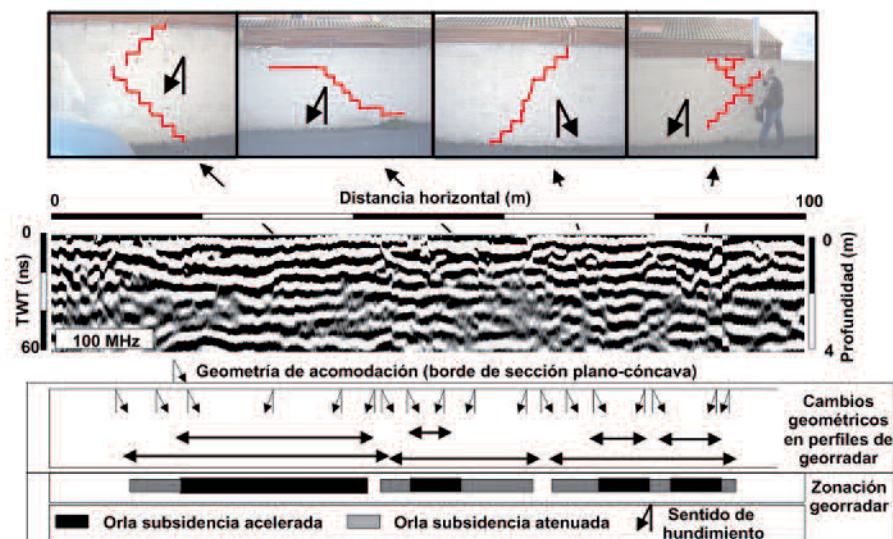 0
Distancia horizontal (m)
100
0
TWT (ns)
60
100 MHz
0
Profundidad (m)
4
Geometría de acomodación (borde de sección plano-cóncava)
Cambios
geométricos
en perfiles de
georradar
Zonación
georradar
Orla subsidencia acelerada
Orla subsidencia atenuada
Sentido de
hundimiento